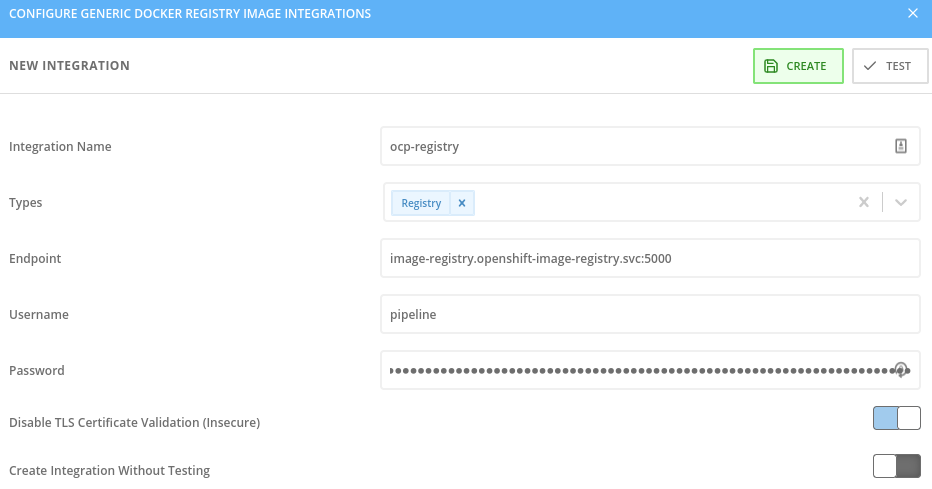 CONFIGURE GENERIC DOCKER REGISTRY IMAGE INTEGRATIONS
NEW INTEGRATION
CREATE
TEST
Integration Name
ocp-registry
Types
Registry
Endpoint
image-registry.openshift-image-registry.svc:5000
Username
pipeline
Password
Disable TLS Certificate Validation (Insecure)
Create Integration Without Testing